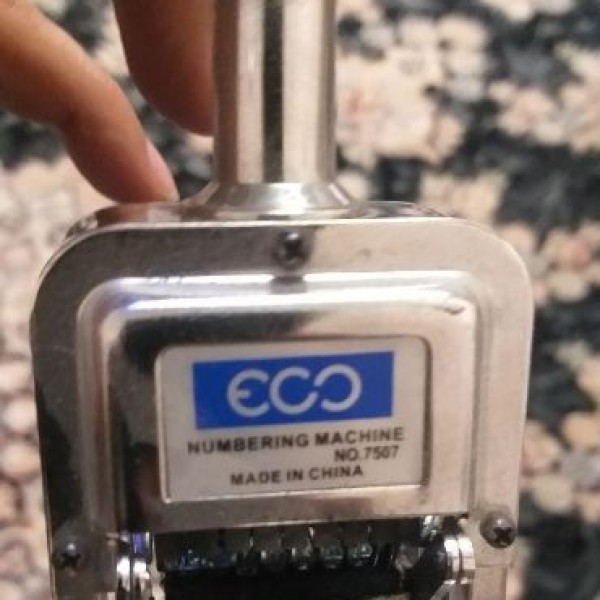 ECO
NUMBERING MACHINE
NO.7507
MADE IN CHINA